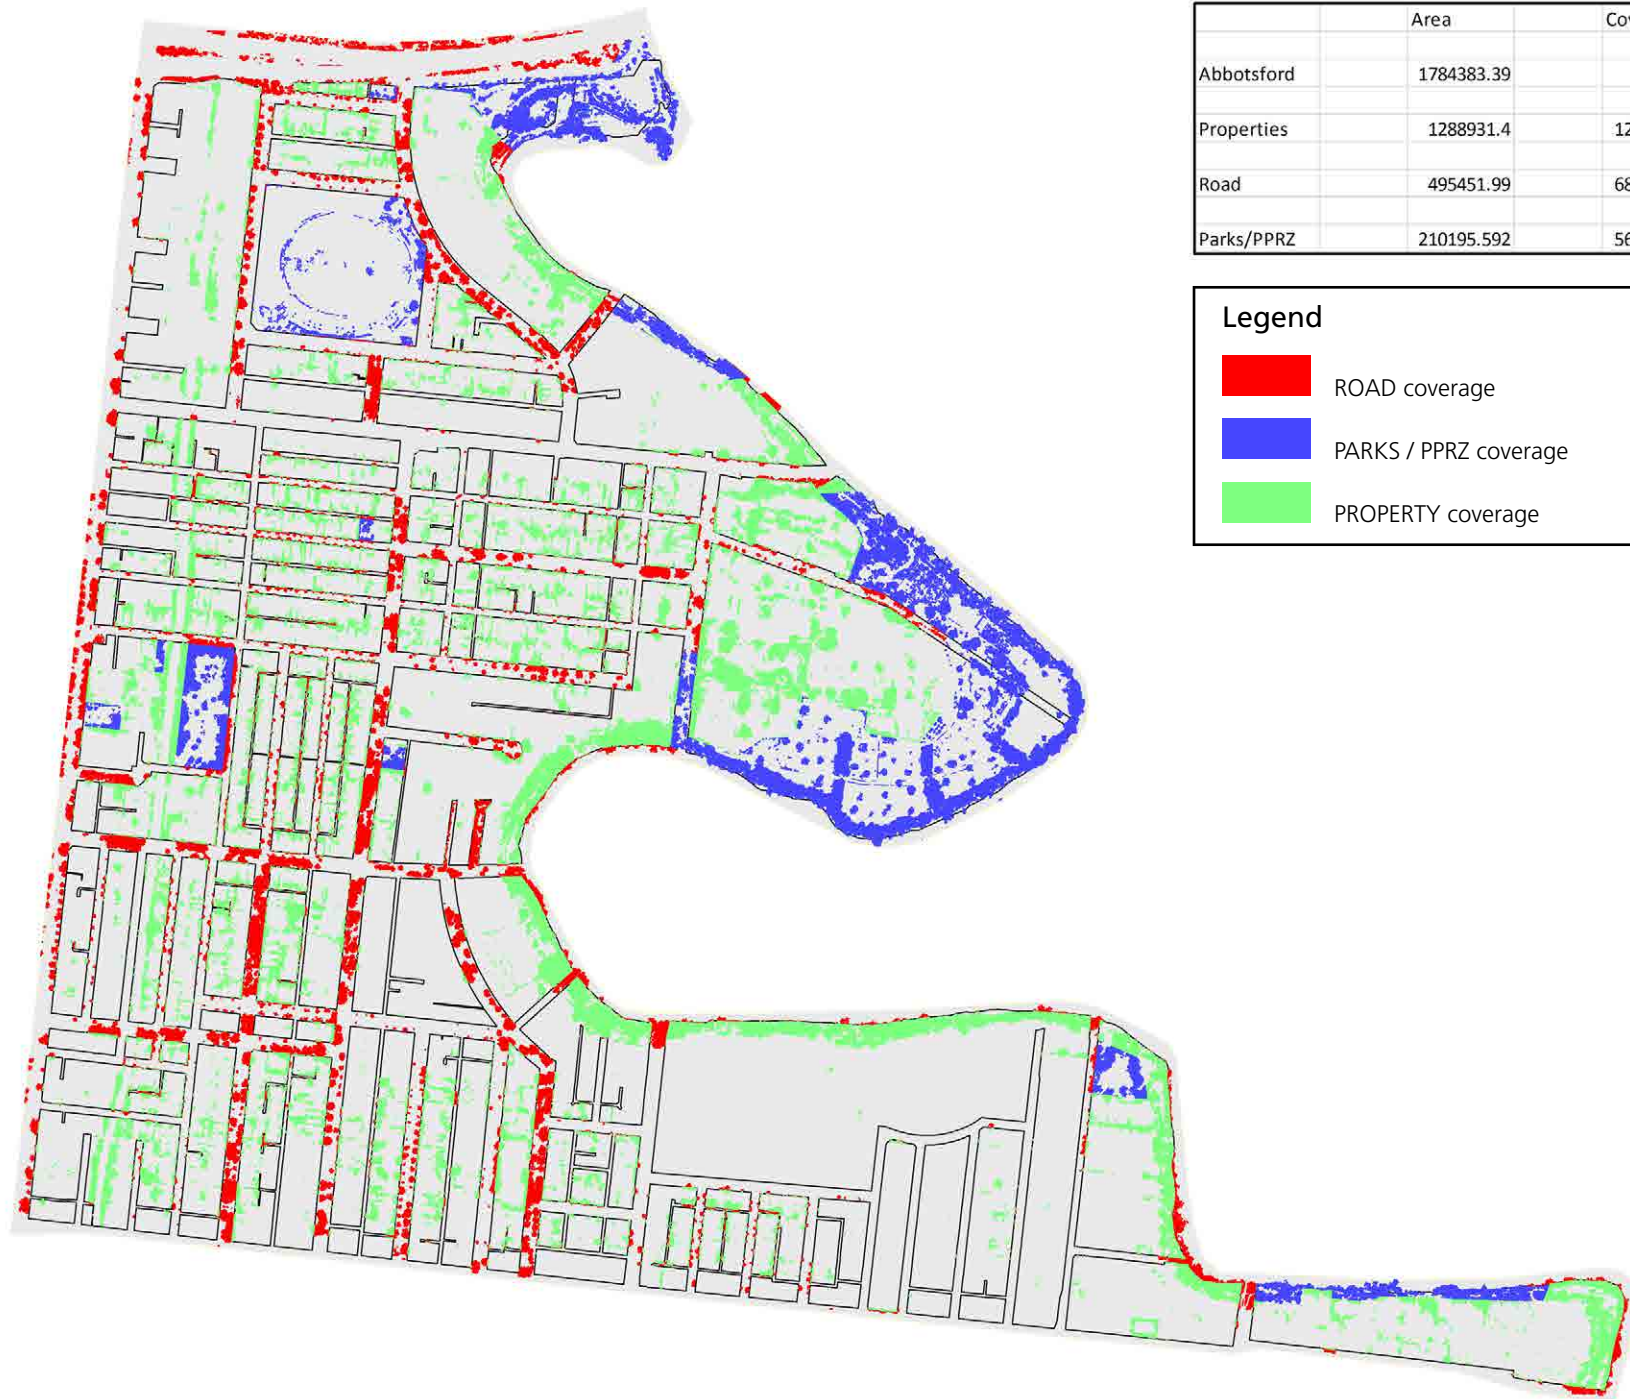 Area
Abbotsford 1784383.39
Properties 1288931.4
Road 495451.99
Parks/PPRZ 210195.592
Legend
ROAD coverage
PARKS / PPRZ coverage
PROPERTY coverage